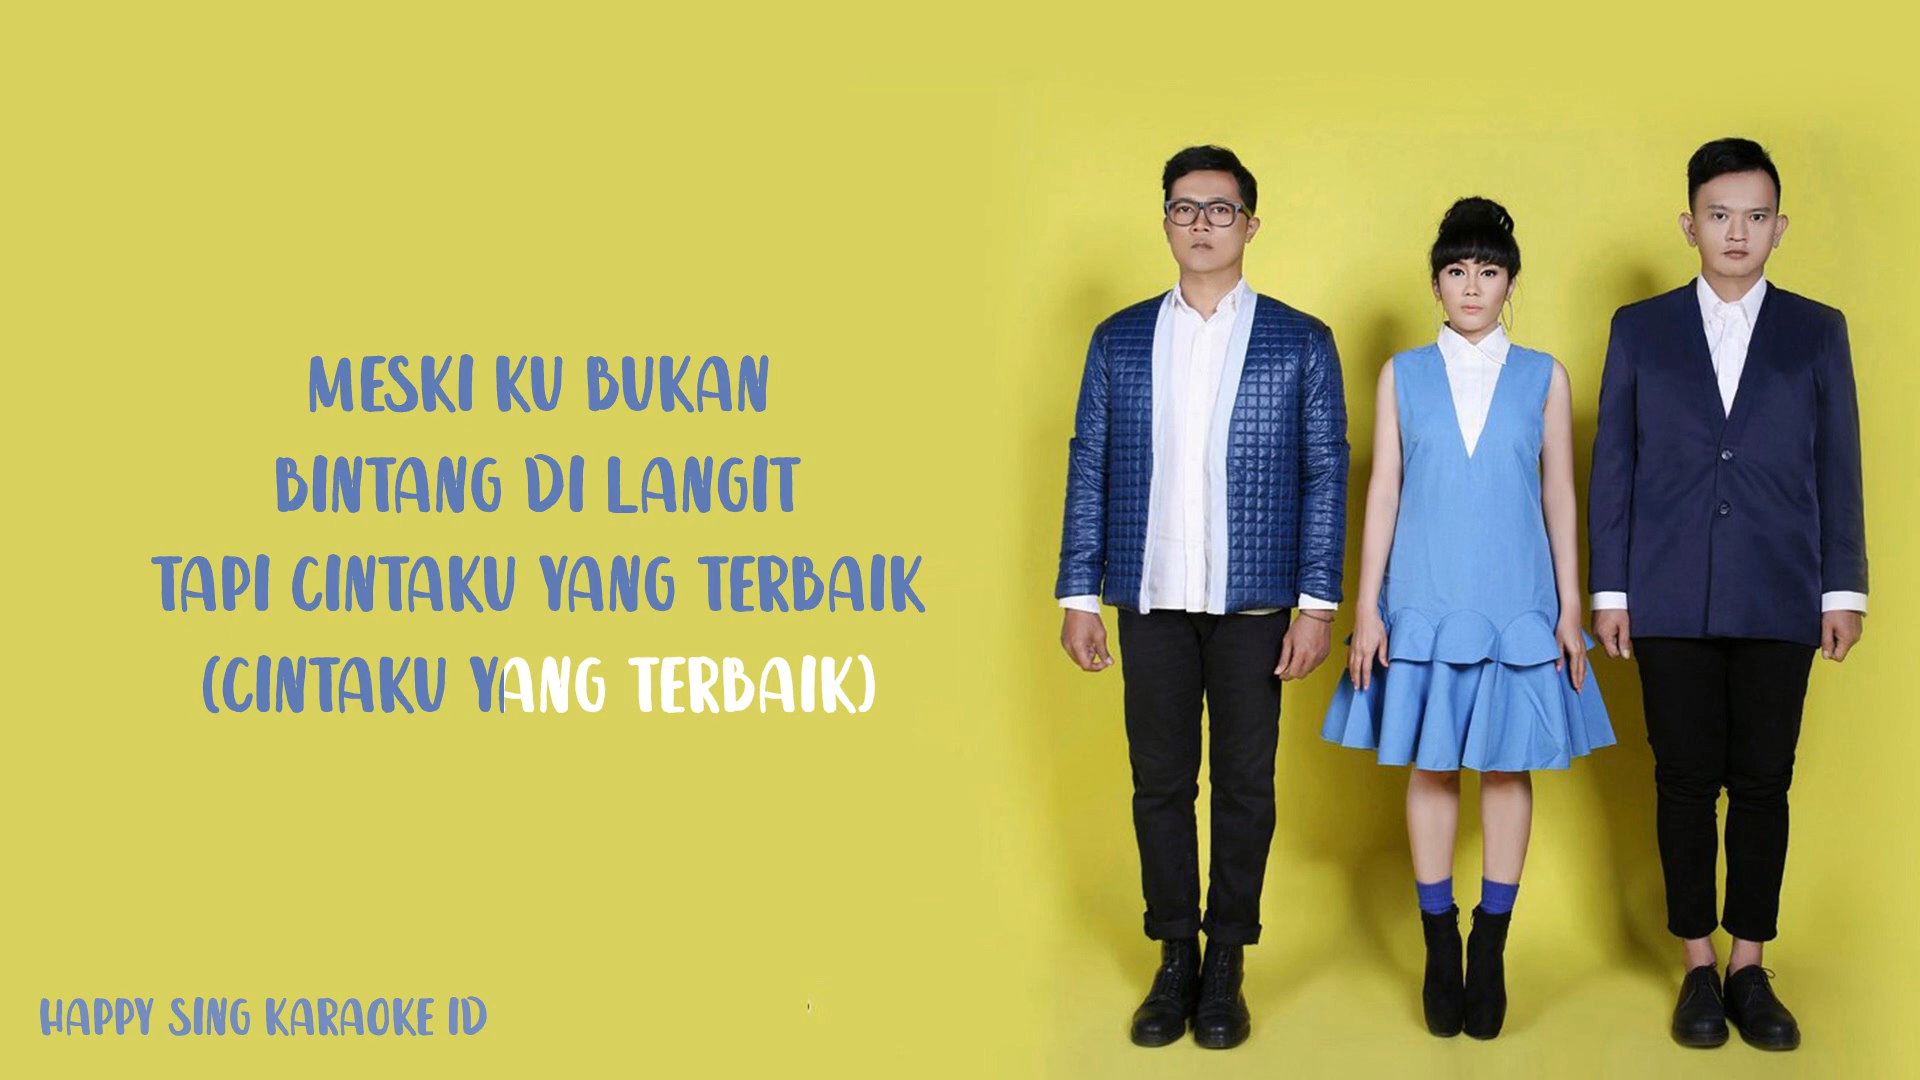 MESKI KU BUKAN
BINTANG DI LANGIT
TAPI CINTAKU YANG TERBAIK
(CINTAKU YANG TERBAIK)
HAPPY SING KARAOKE ID